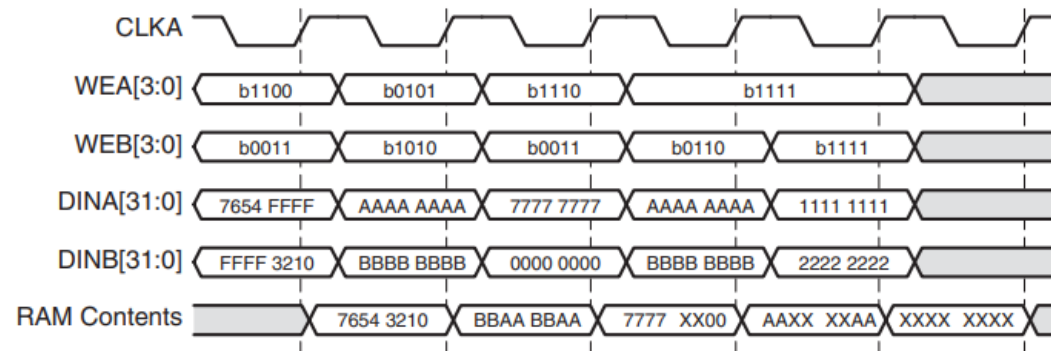 CLKA
WEA[3:0] b1100 b0101 b1110 b1111
WEB[3:0] b0011 b1010 b0011 b0110 b1111
DINA[31:0] 7654 FFFF AAAA AAAA 7777 7777 AAAA AAAA 1111 1111
DINB[31:0] FFFF 3210 BBBB BBBB 0000 0000 BBBB BBBB 2222 2222
RAM Contents 7654 3210 BBAA BBAA 7777 XX00 AAXX XXAA XXXX XXXX